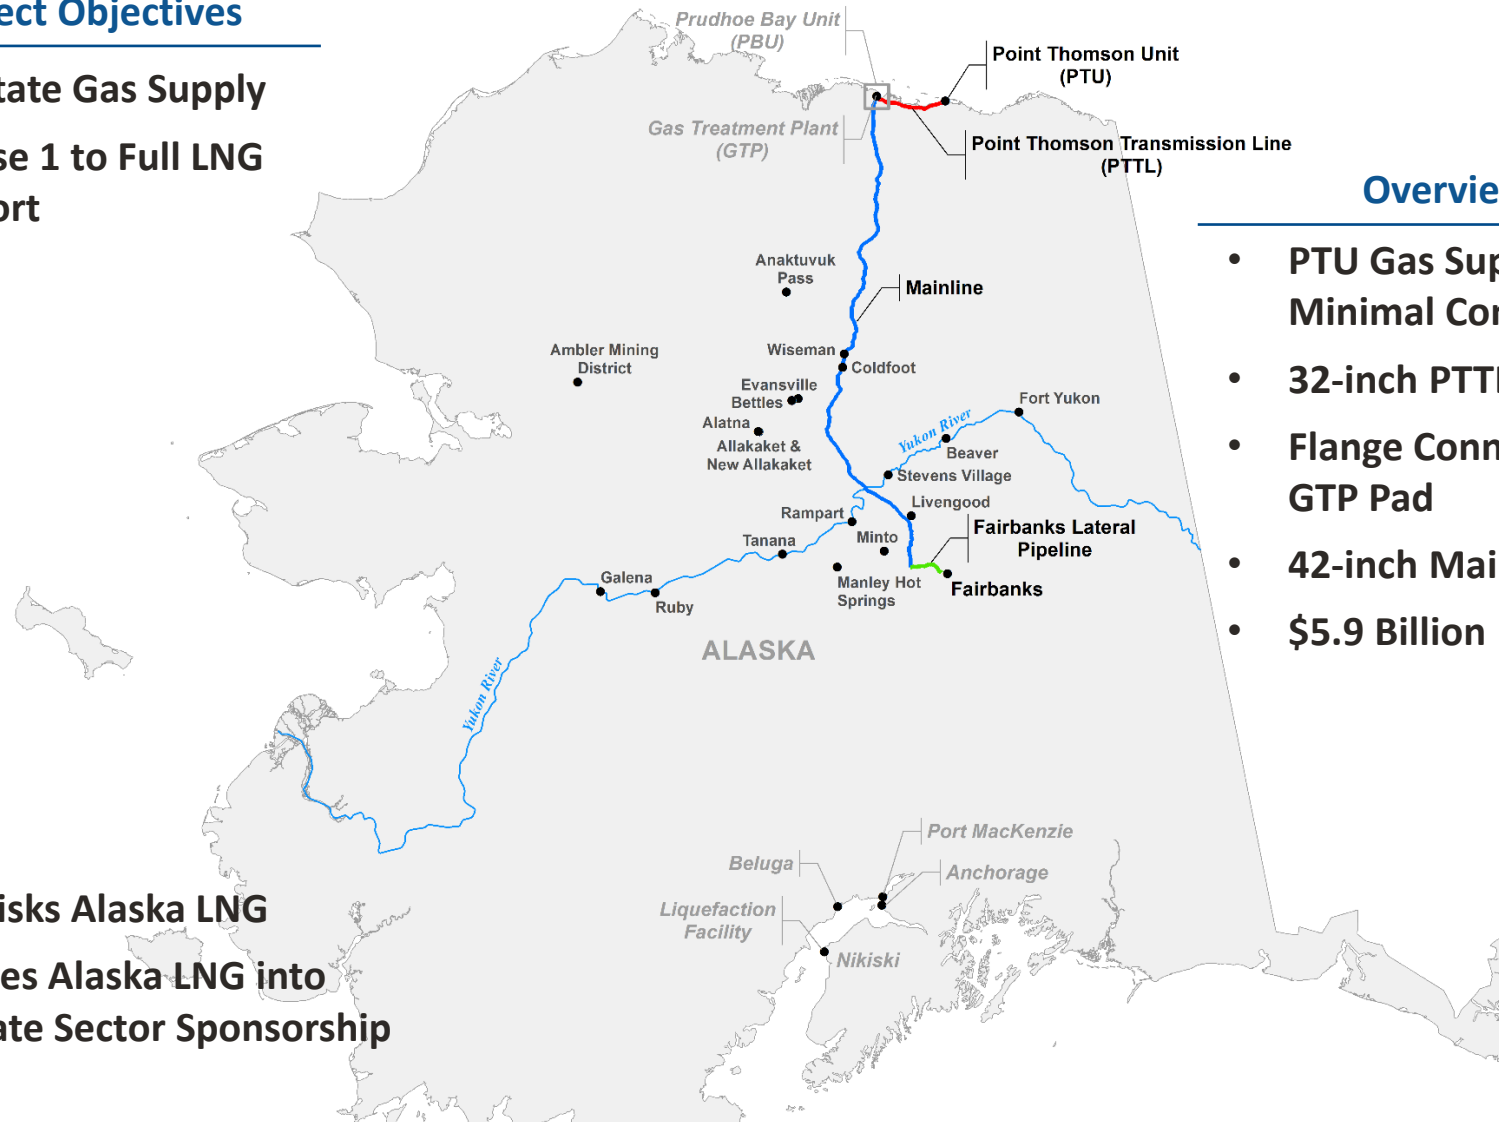 ect Objectives
tate Gas Supply
se 1 to Full LNG
ort
isks Alaska LNG
es Alaska LNG into
ate Sector Sponsorship
Prudhoe Bay Unit
(PBU)
Point Thomson Unit
(PTU)
Gas Treatment Plant
(GTP)
Point Thomson Transmission Line
(PTTL)
Anaktuvuk
Pass
Mainline
Wiseman
Coldfoot
Ambler Mining
District
Evansville
Bettles
Alatna
Allakaket &
New Allakaket
Fort Yukon
Yukon River
Beaver
Stevens Village
Livengood
Rampart
Minto
Tanana
Fairbanks Lateral
Pipeline
Manley Hot
Springs
Fairbanks
Galena
Ruby
ALASKA
Yukon River
Port MacKenzie
Beluga
Anchorage
Liquefaction
Facility
Nikiski
Overvie
• PTU Gas Sup
Minimal Co
• 32-inch PTT
• Flange Conn
GTP Pad
• 42-inch Mai
• $5.9 Billion